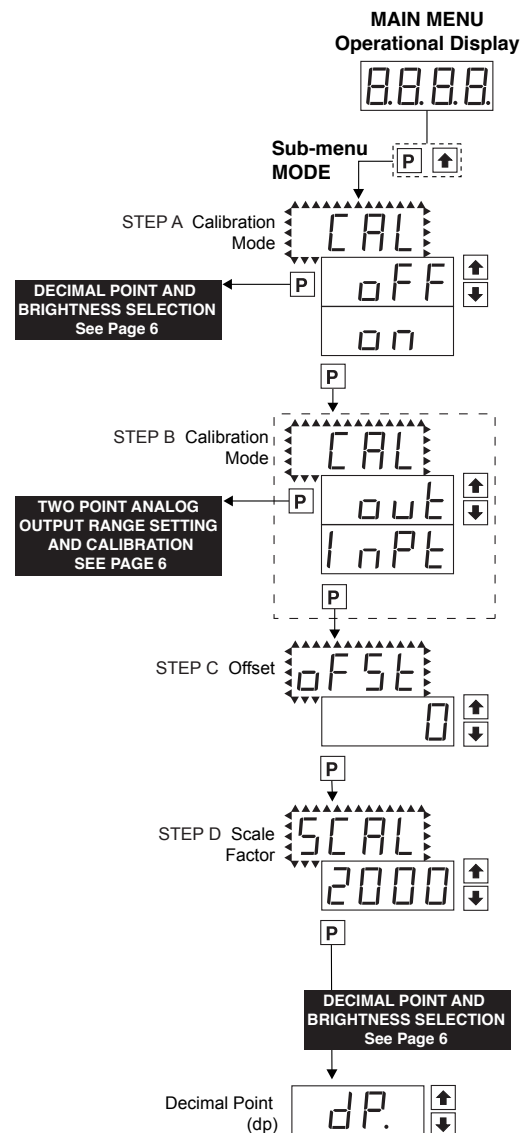 MAIN MENU
Operational Display
8.8.8.8.
Sub-menu
MODE
P
STEP A Calibration
Mode
CAL
P
oFF
on
DECIMAL POINT AND
BRIGHTNESS SELECTION
See Page 6
P
STEP B Calibration
Mode
CAL
P
out
InPt
TWO POINT ANALOG
OUTPUT RANGE SETTING
AND CALIBRATION
SEE PAGE 6
P
STEP C Offset
oFSt
0
P
STEP D Scale
Factor
SCAL
2000
P
DECIMAL POINT AND
BRIGHTNESS SELECTION
See Page 6
Decimal Point
(dp)
dP.